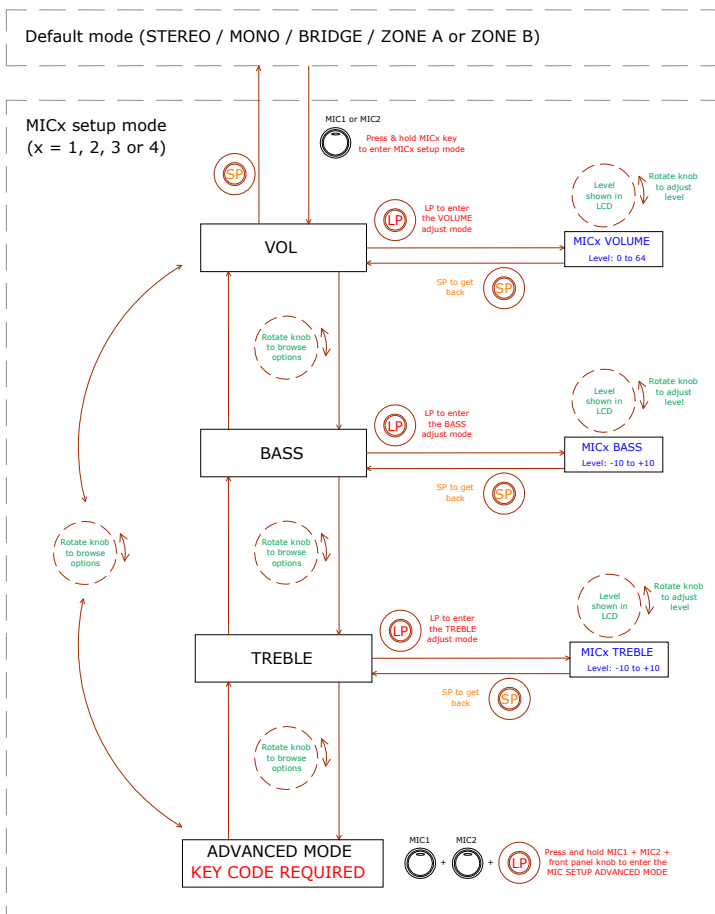 Default mode (STEREO / MONO / BRIDGE / ZONE A or ZONE B)
MICx setup mode
(x = 1, 2, 3 or 4)
MIC1 or MIC2
Press & hold MICx key
to enter MICx setup mode
SP
LP
LP to enter
the VOLUME
adjust mode
Level
shown in
LCD
Rotate knob
to adjust
level
VOL
MICx VOLUME
Level: 0 to 64
SP to get
back
SP
Rotate knob
to browse
options
LP
LP to enter
the BASS
adjust mode
Level
shown in
LCD
Rotate knob
to adjust
level
BASS
MICx BASS
Level: -10 to +10
SP to get
back
SP
Rotate knob
to browse
options
Rotate knob
to browse
options
LP
LP to enter
the TREBLE
adjust mode
Level
shown in
LCD
Rotate knob
to adjust
level
TREBLE
MICx TREBLE
Level: -10 to +10
SP to get
back
SP
Rotate knob
to browse
options
ADVANCED MODE
KEY CODE REQUIRED
MIC1
MIC2
+
+
LP
Press and hold MIC1 + MIC2 +
front panel knob to enter the
MIC SETUP ADVANCED MODE